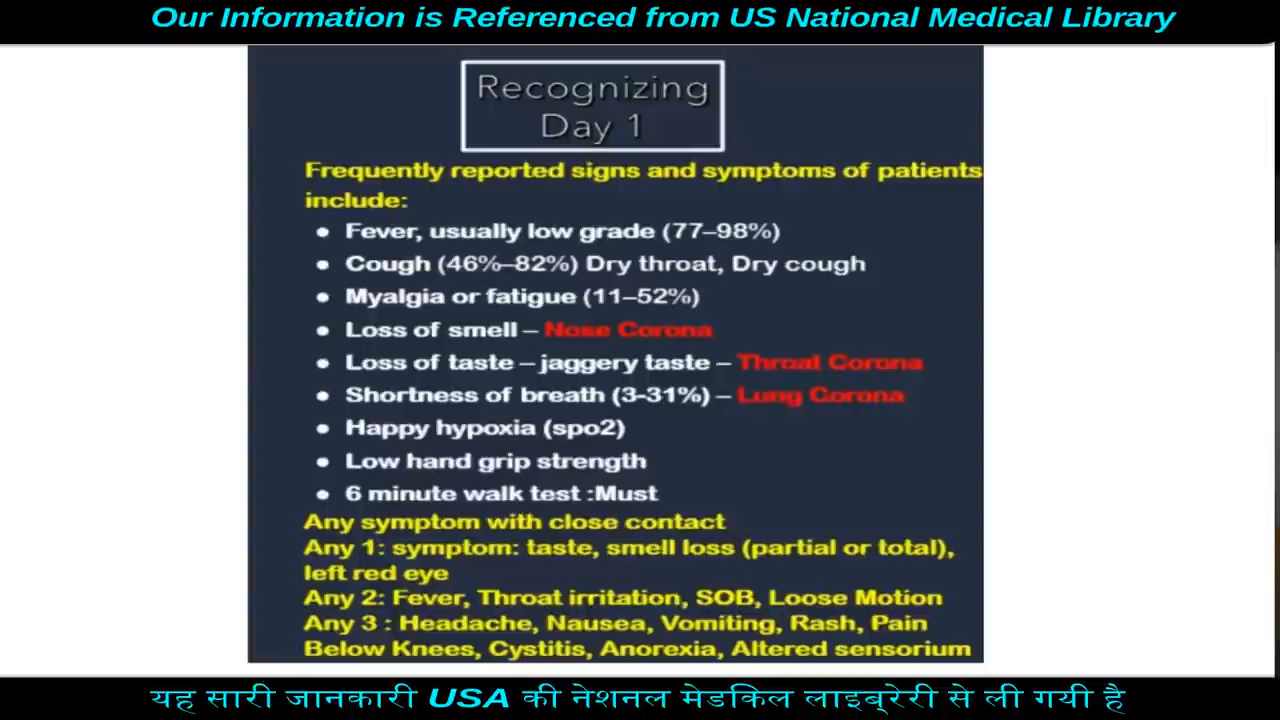 Our Information is Referenced from US National Medical Library
Recognizing
Day 1
Frequently reported signs and symptoms of patients
include:
• Fever, usually low grade (77–98%)
• Cough (46%–82%) Dry throat, Dry cough
• Myalgia or fatigue (11–52%)
• Loss of smell – Nose Corona
• Loss of taste – jaggery taste – Throat Corona
• Shortness of breath (3-31%) – Lung Corona
• Happy hypoxia (spo2)
• Low hand grip strength
• 6 minute walk test :Must
Any symptom with close contact
Any 1: symptom: taste, smell loss (partial or total),
left red eye
Any 2: Fever, Throat irritation, SOB, Loose Motion
Any 3 : Headache, Nausea, Vomiting, Rash, Pain
Below Knees, Cystitis, Anorexia, Altered sensorium
यह सारी जानकारी USA की नेशनल मेडकिल लाइब्रेरी से ली गयी है